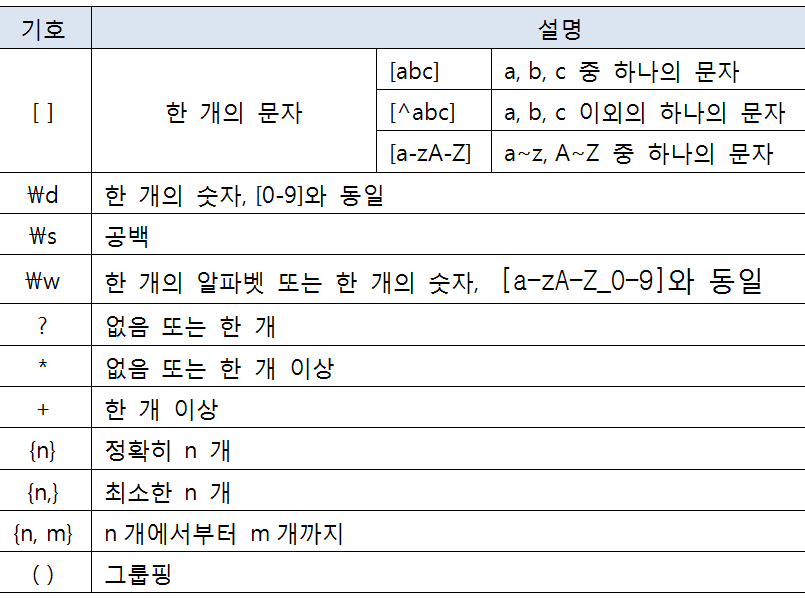 기호 설명
[ ] 한 개의 문자 [abc] a, b, c 중 하나의 문자
[^abc] a, b, c 이외의 하나의 문자
[a-zA-Z] a~z, A~Z 중 하나의 문자
₩d 한 개의 숫자, [0-9]와 동일
₩s 공백
₩w 한 개의 알파벳 또는 한 개의 숫자, [a-zA-Z_0-9]와 동일
? 없음 또는 한 개
* 없음 또는 한 개 이상
+ 한 개 이상
{n} 정확히 n 개
{n,} 최소한 n 개
{n, m} n개에서부터 m개까지
( ) 그룹핑